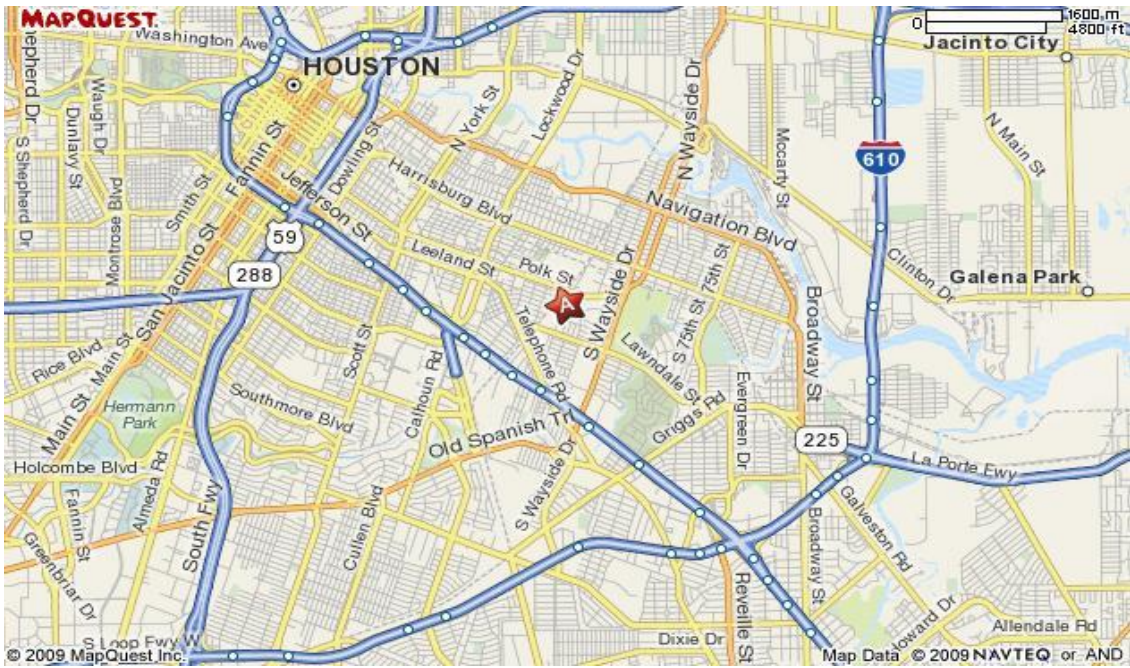 MAPQUEST.
Washington Ave
HOUSTON
0
1600 m
4800 ft
Jacinto City
hepherd Dr
Waugh Dr
Dunlavy St
S Shepherd Dr
Montrose Blvd
Smith St
Fannin St
San Jacinto St
Jefferson St
Dowling St
N York St
Lockwood Dr
Harrisburg Blvd
N Wayside Dr
Mccarty St
N Main St
610
Navigation Blvd
59
288
Leeland St
Polk St
A
S Wayside Dr
75th St
S 75th St
Clinton Dr
Galena Park
Broadway St
Rice Blvd
Main St
Scott St
Telephone Rd
Calhoun Rd
Lawndale St
Evergreen Dr
Griggs Rd
Hermann
Park
Southmore Blvd
Old Spanish Trl
Main St
Holcombe Blvd
225
La Porte Fwy
Fannin St
Almeda Rd
South Fwy
Cullen Blvd
S Wayside Dr
Galveston Rd
Broadway St
Greenbriar Dr
Reveille St
Howard Dr
Allendale Rd
S Loop Fwy W
Dixie Dr
© 2009 MapQuest Inc.
Map Data © 2009 NAVTEQ or AND